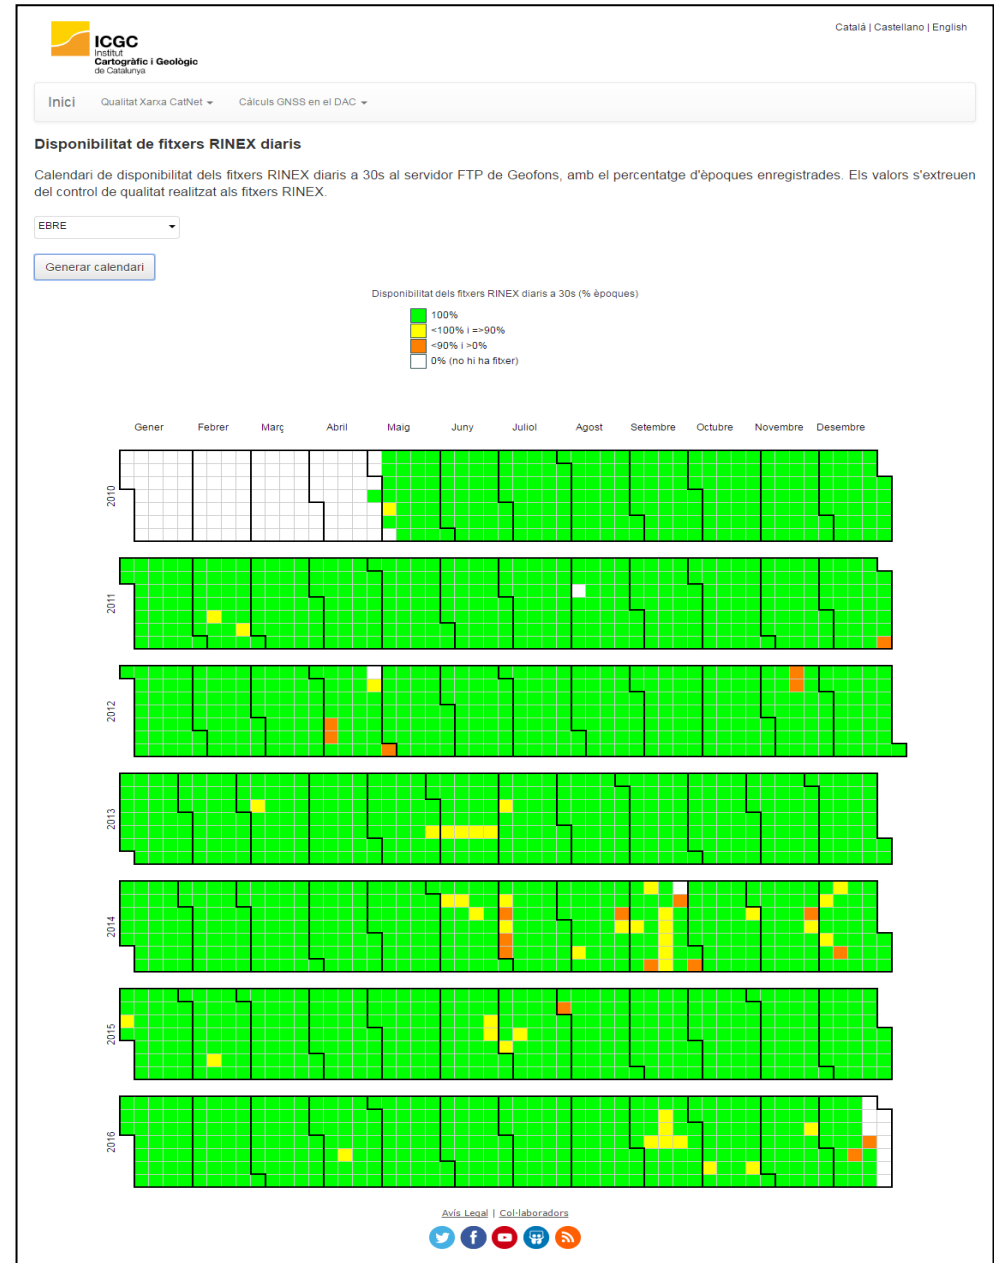 Català | Castellano | English
ICGC
Institut
Cartogràfic i Geològic
de Catalunya
Inici Qualitat Xarxa CatNet Càlculs GNSS en el DAC
Disponibilitat de fitxers RINEX diaris
Calendari de disponibilitat dels fitxers RINEX diaris a 30s al servidor FTP de Geofons, amb el percentatge d'èpoques enregistrades. Els valors s'extreuen
del control de qualitat realitzat als fitxers RINEX.
EBRE
Generar calendari
Disponibilitat dels fitxers RINEX diaris a 30s (% èpoques)
100%
<100% i =>90%
<90% i >0%
0% (no hi ha fitxer)
Gener Febrer Març Abril Maig Juny Juliol Agost Setembre Octubre Novembre Desembre
2010
2011
2012
2013
2014
2015
2016
Avís Legal | Col·laboradors